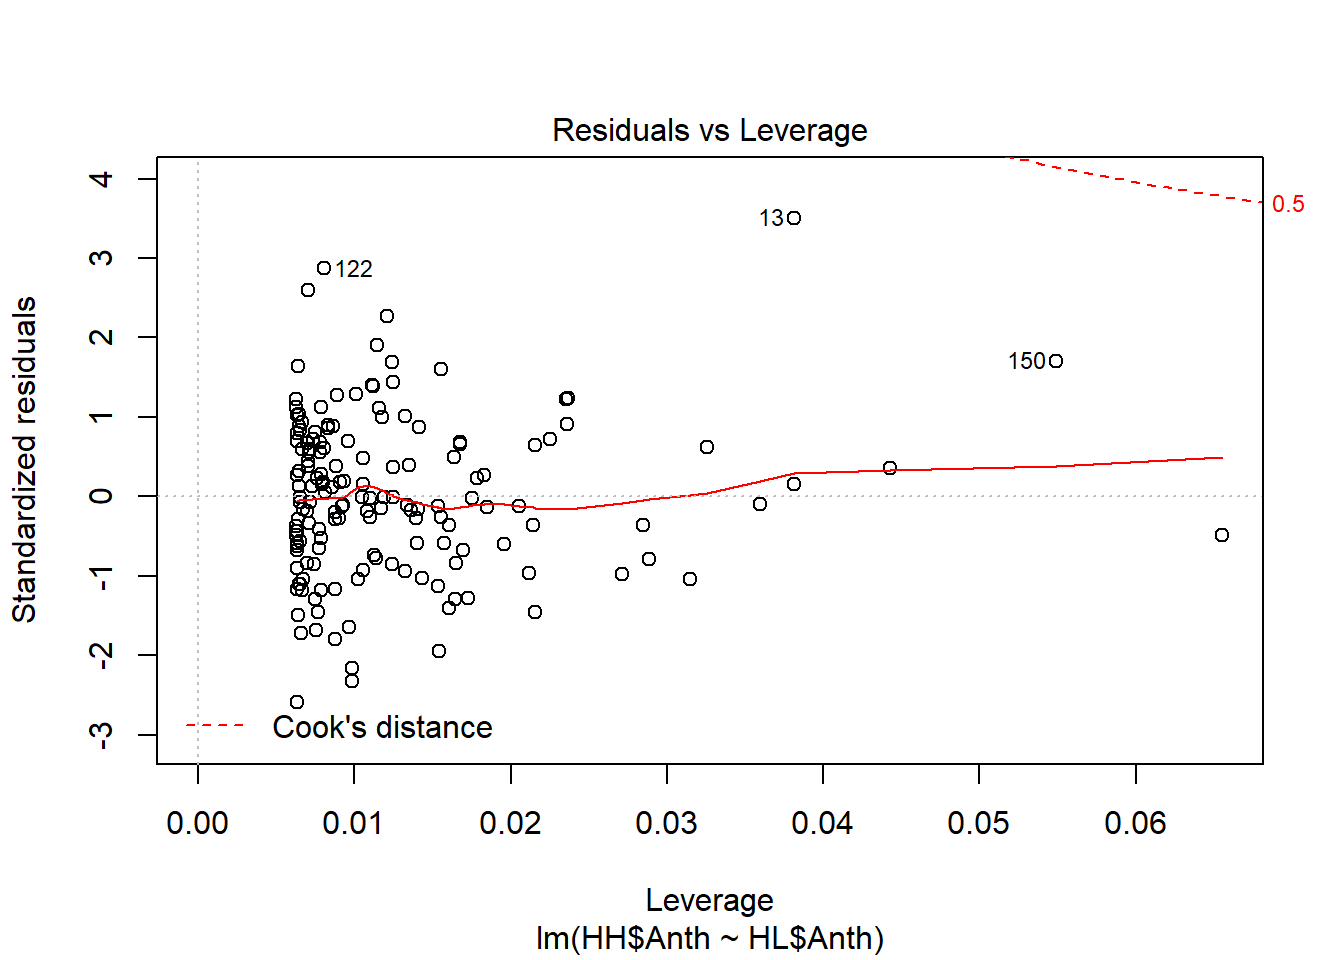 Residuals vs Leverage
Standardized residuals
4
3
2
1
0
-1
-2
-3
13
122
150
0.5
Cook's distance
0.00 0.01 0.02 0.03 0.04 0.05 0.06
Leverage
lm(HH$Anth ~ HL$Anth)